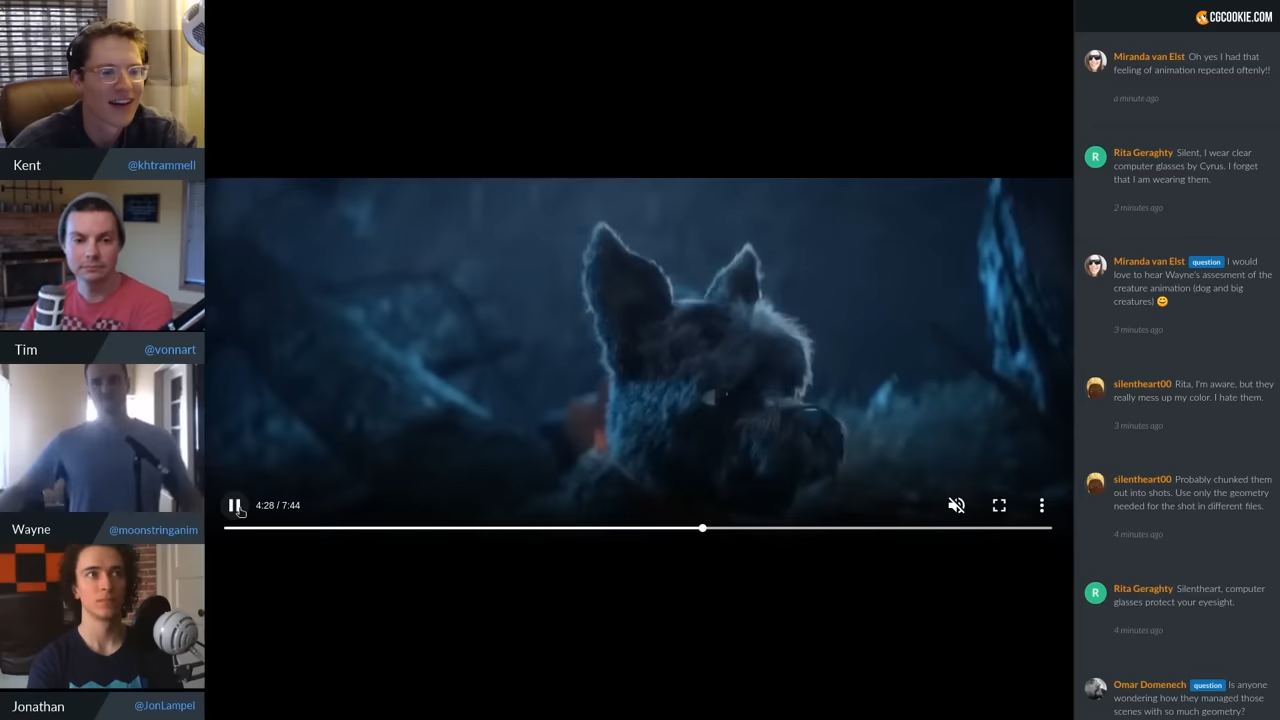 CGCOOKIE.COM
Kent @khtrammell
Tim @vonnart
Wayne @moonstringanim
Jonathan @JonLampel
4:28 / 7:44
Miranda van Elst Oh yes I had that
feeling of animation repeated oftenly!!
a minute ago
R
Rita Geraghty Silent, I wear clear
computer glasses by Cyrus. I forget
that I am wearing them.
2 minutes ago
Miranda van Elst question I would
love to hear Wayne's assesment of the
creature animation (dog and big
creatures) 😊
3 minutes ago
silentheart00 Rita, I'm aware, but they
really mess up my color. I hate them.
3 minutes ago
silentheart00 Probably chunked them
out into shots. Use only the geometry
needed for the shot in different files.
4 minutes ago
R
Rita Geraghty Silentheart, computer
glasses protect your eyesight.
4 minutes ago
Omar Domenech question Is anyone
wondering how they managed those
scenes with so much geometry?